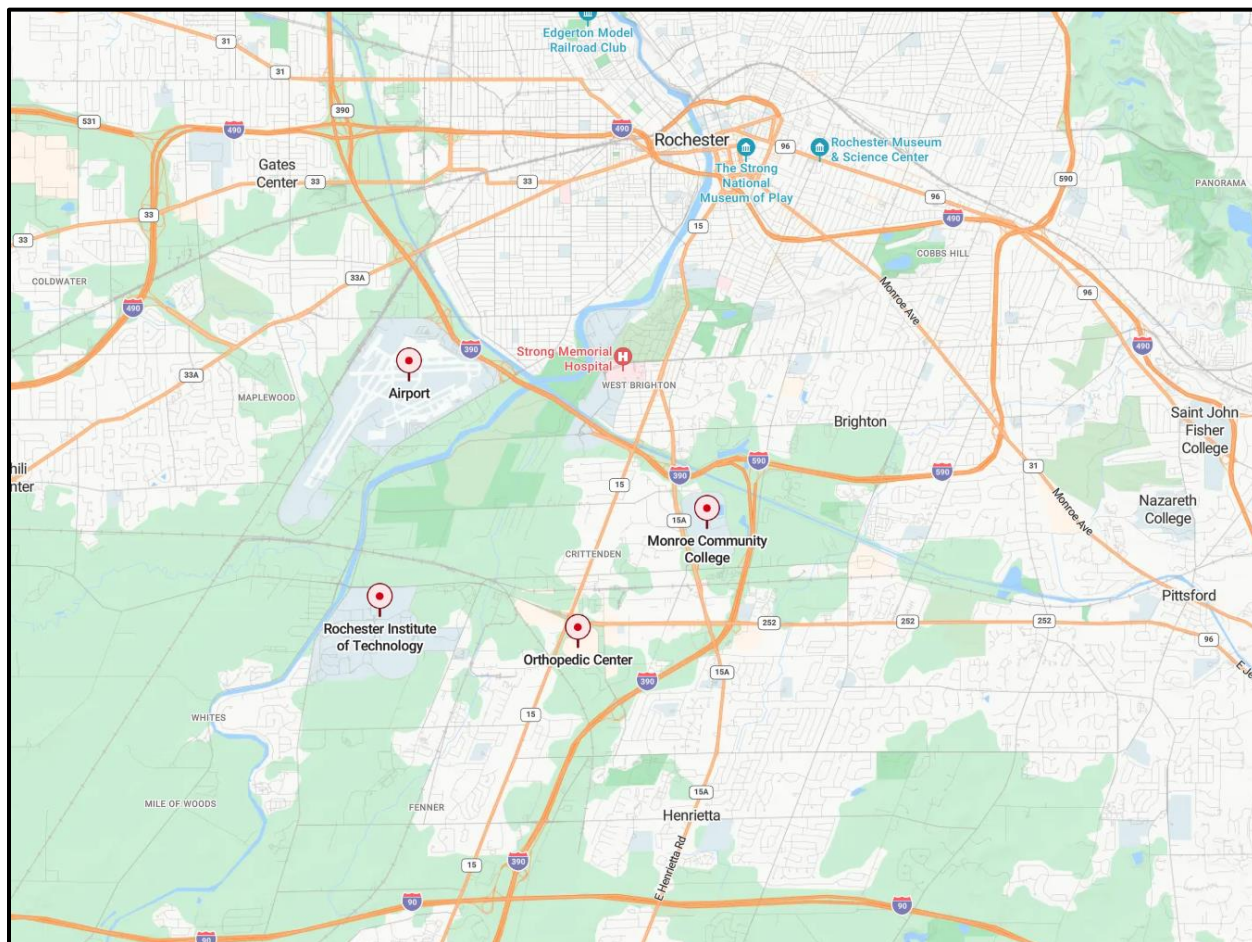 Edgerton Model
Railroad Club
31
31
390
531
490
490
Rochester
96
Rochester Museum
& Science Center
The Strong
National
Museum of Play
590
PANORAMA
Gates
Center
33
33
33
33
96
490
15
COBBS HILL
COLDWATER
33A
490
96
Monroe Ave
490
390
Strong Memorial
Hospital
WEST BRIGHTON
Airport
33A
MAPLEWOOD
Brighton
Saint John
Fisher
College
hili
nter
390
590
590
31
15
Monroe Ave
Nazareth
College
15A
Monroe Community
College
CRITTENDEN
Pittsford
Rochester Institute
of Technology
252
252
252
96
Orthopedic Center
15A
390
E Je
15
WHITES
15A
MILE OF WOODS
FENNER
Henrietta
15
390
E Henrietta Rd
90
90
90